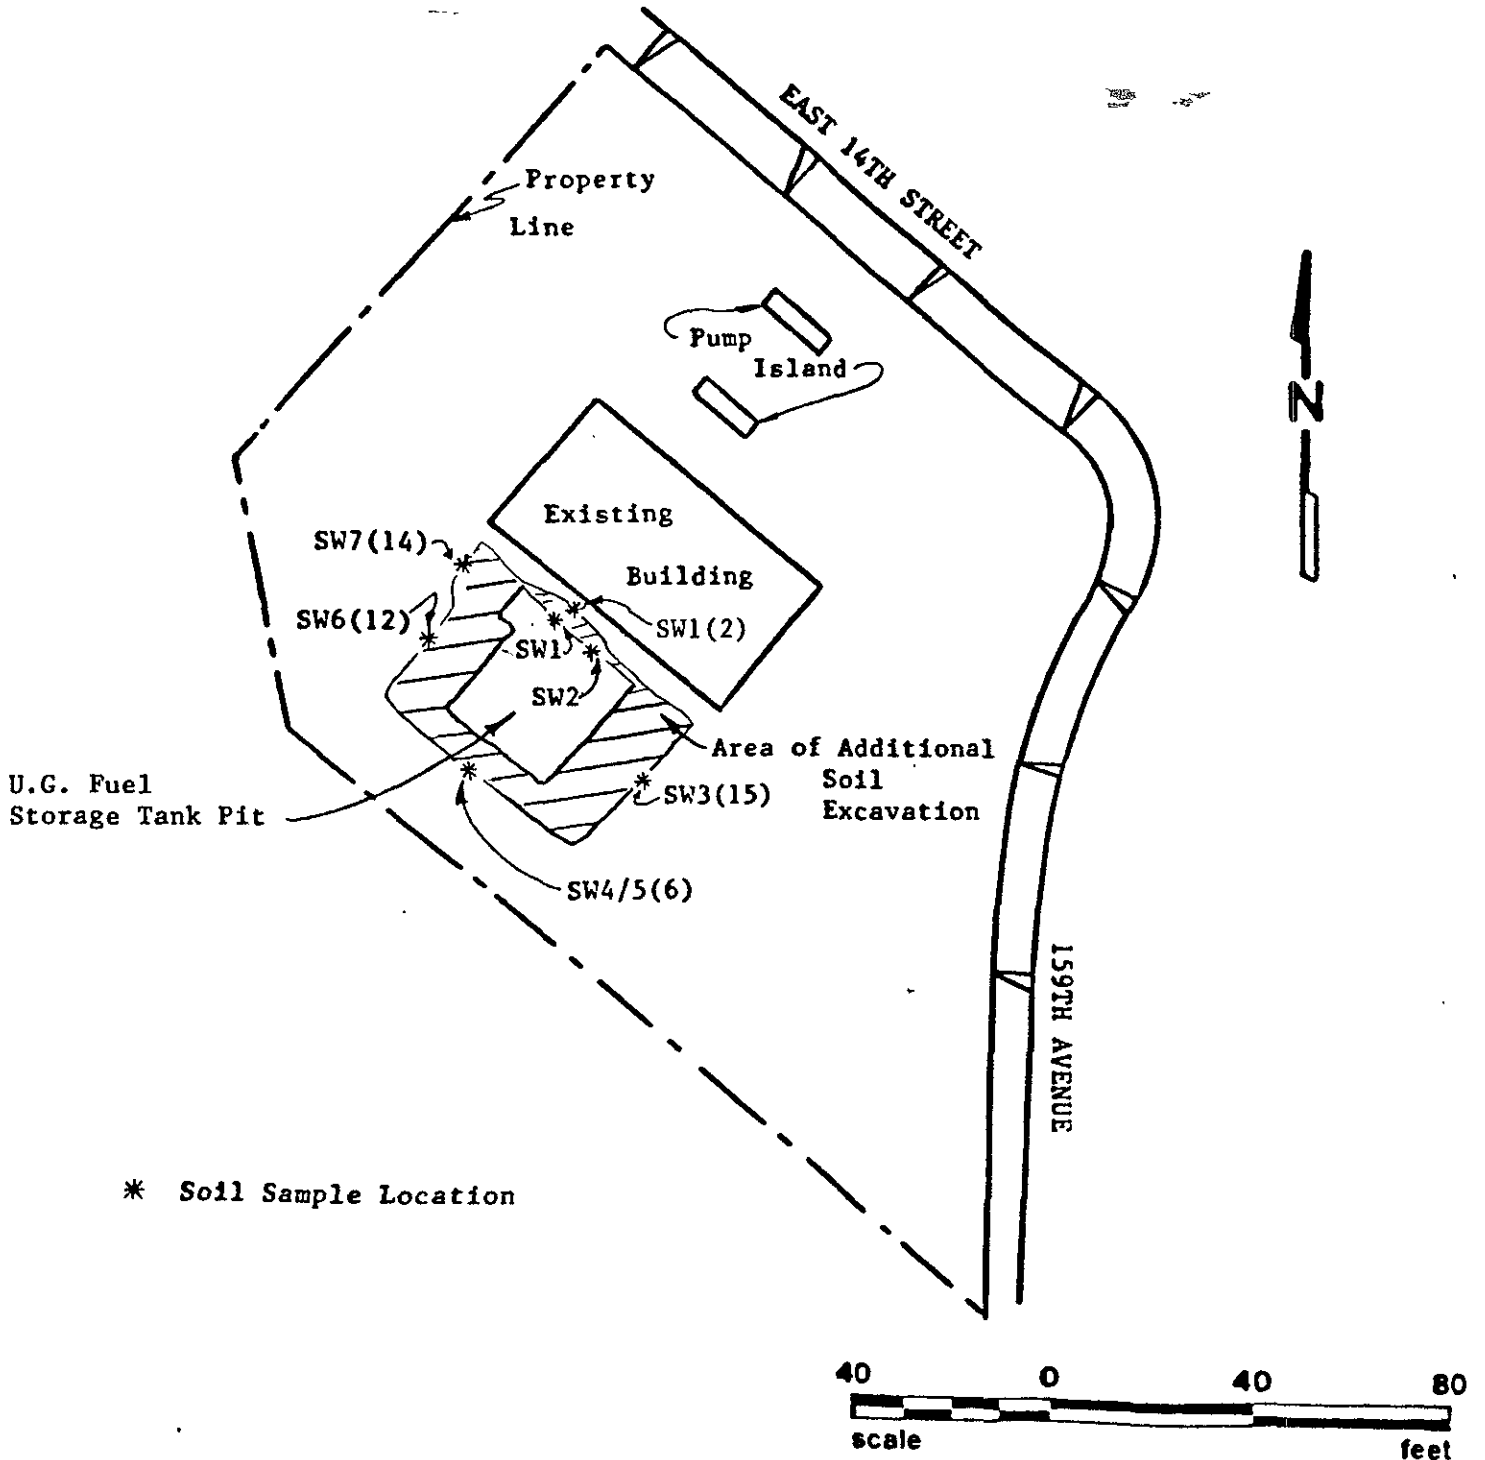 EAST 14TH STREET
Property
Line
Pump
Island
N
Existing
Building
SW7(14)
SW6(12)
SW1(2)
SW1
SW2
Area of Additional
Soil
Excavation
SW3(15)
U.G. Fuel
Storage Tank Pit
SW4/5(6)
159TH AVENUE
* Soil Sample Location
40 0 40 80
scale feet